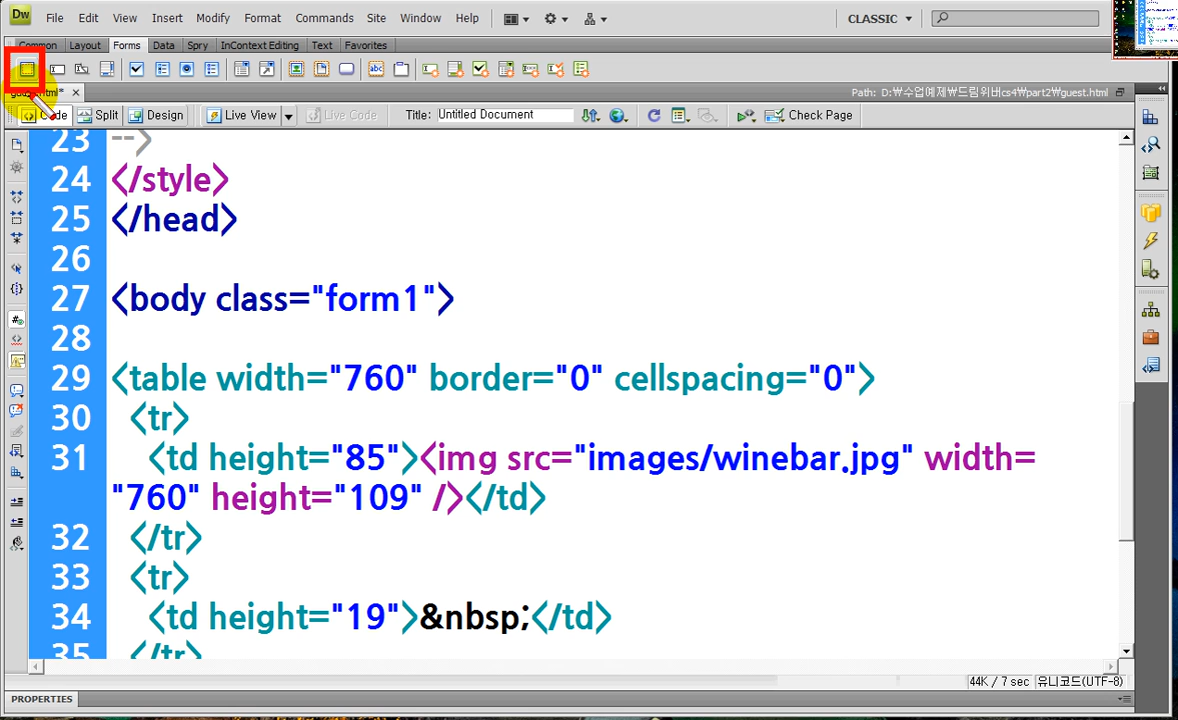 Dw File Edit View Insert Modify Format Commands Site Window Help CLASSIC
Common Layout Forms Data Spry InContext Editing Text Favorites
Path: D:₩수업예제₩드림위버cs4₩part2₩guest.html
Split Design Live View Live Code Title: Untitled Document Check Page
23 -->
24 </style>
25 </head>
26
27 <body class="form1">
28
29 <table width="760" border="0" cellspacing="0">
30 <tr>
31 <td height="85"><img src="images/winebar.jpg" width=
"760" height="109" /></td>
32 </tr>
33 <tr>
34 <td height="19">&nbsp;</td>
35 </tr>
44K / 7 sec 유니코드(UTF-8)
PROPERTIES